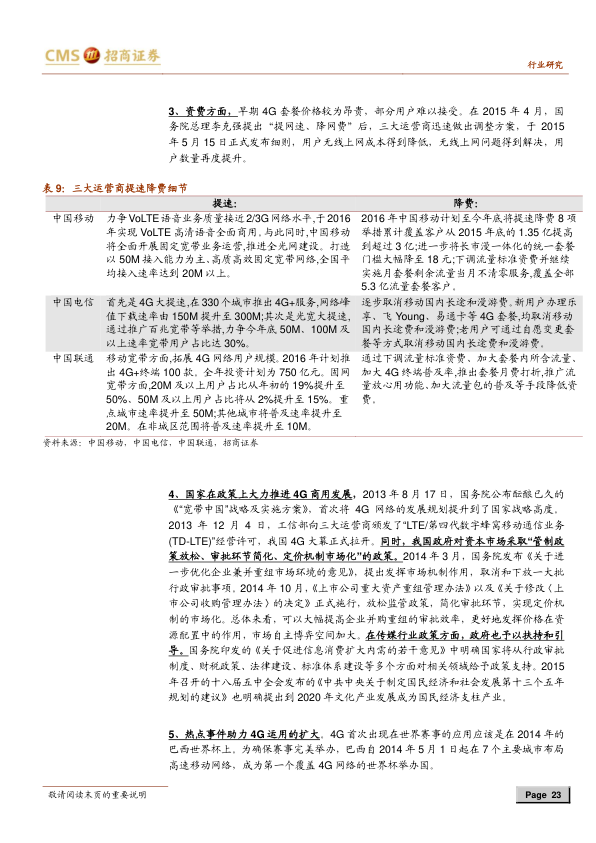 CMS 招商证券
行业研究
3、资费方面，早期 4G 套餐价格较为昂贵，部分用户难以接受。在 2015 年 4 月，国
务院总理李克强提出“提网速、降网费”后，三大运营商迅速做出调整方案，于 2015
年 5 月 15 日正式发布细则，用户无线上网成本得到降低，无线上网问题得到解决，用
户数量再度提升。
表 9：三大运营商提速降费细节
提速： 降费：
中国移动 力争 VoLTE 语音业务质量接近 2/3G 网络水平,于 2016 2016 年中国移动计划至今年底将提速降费 8 项
年实现 VoLTE 高清语音全面商用。与此同时,中国移动 举措累计覆盖客户从 2015 年底的 1.35 亿提高
将全面开展固定宽带业务运营,推进全光网建设。打造 到超过 3 亿;进一步将长市漫一体化的统一套餐
以 50M 接入能力为主、高质高效固定宽带网络,全国平 门槛大幅降至 18 元;下调流量标准资费并继续
均接入速率达到 20M 以上。 实施月套餐剩余流量当月不清零服务,覆盖全部
5.3 亿流量套餐客户。
中国电信 首先是 4G 大提速,在 330 个城市推出 4G+服务,网络峰 逐步取消移动国内长途和漫游费。新用户办理乐
值下载速率由 150M 提升至 300M;其次是光宽大提速, 享、飞 Young、易通卡等 4G 套餐,均取消移动
通过推广百兆宽带等举措,力争今年底 50M、100M 及 国内长途费和漫游费;老用户可通过自愿变更套
以上速率宽带用户占比达 30%。 餐等方式取消移动国内长途和漫游费。
中国联通 移动宽带方面,拓展 4G 网络用户规模。2016 年计划推 通过下调流量标准资费、加大套餐内所含流量、
出 4G+终端 100 款。全年投资计划为 750 亿元。固网 加大 4G 终端普及率,推出套餐月费打折,推广流
宽带方面,20M 及以上用户占比从年初的 19%提升至 量放心用功能、加大流量包的普及等手段降低资
50%、50M 及以上用户占比将从 2%提升至 15%。重 费。
点城市速率提升至 50M;其他城市将普及速率提升至
20M。在非城区范围将普及速率提升至 10M。
资料来源：中国移动，中国电信，中国联通，招商证券
4、国家在政策上大力推进 4G 商用发展，2013 年 8 月 17 日，国务院公布酝酿已久的
《“宽带中国”战略及实施方案》，首次将 4G 网络的发展规划提升到了国家战略高度。
2013 年 12 月 4 日，工信部向三大运营商颁发了“LTE/第四代数字蜂窝移动通信业务
(TD-LTE)”经营许可，我国 4G 大幕正式拉开。同时，我国政府对资本市场采取“管制政
策放松、审批环节简化、定价机制市场化”的政策。2014 年 3 月，国务院发布《关于进
一步优化企业兼并重组市场环境的意见》，提出发挥市场机制作用，取消和下放一大批
行政审批事项。2014 年 10 月，《上市公司重大资产重组管理办法》以及《关于修改〈上
市公司收购管理办法〉的决定》正式施行，放松监管政策，简化审批环节，实现定价机
制的市场化。总体来看，可以大幅提高企业并购重组的审批效率，更好地发挥价格在资
源配置中的作用，市场自主博弈空间加大。在传媒行业政策方面，政府也予以扶持和引
导。国务院印发的《关于促进信息消费扩大内需的若干意见》中明确国家将从行政审批
制度、财税政策、法律建设、标准体系建设等多个方面对相关领域给予政策支持。2015
年召开的十八届五中全会发布的《中共中央关于制定国民经济和社会发展第十三个五年
规划的建议》也明确提出到 2020 年文化产业发展成为国民经济支柱产业。
5、热点事件助力 4G 运用的扩大。4G 首次出现在世界赛事的应用应该是在 2014 年的
巴西世界杯上。为确保赛事完美举办，巴西自 2014 年 5 月 1 日起在 7 个主要城市布局
高速移动网络，成为第一个覆盖 4G 网络的世界杯举办国。
敬请阅读末页的重要说明
Page 23